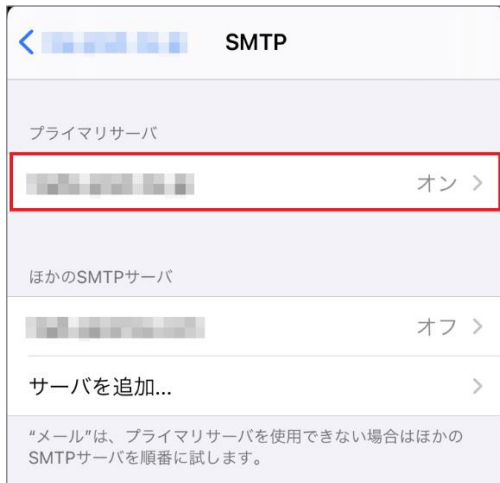 SMTP
プライマリサーバ
オン
ほかのSMTPサーバ
オフ
サーバを追加...
“メール”は、プライマリサーバを使用できない場合はほかの
SMTPサーバを順番に試します。